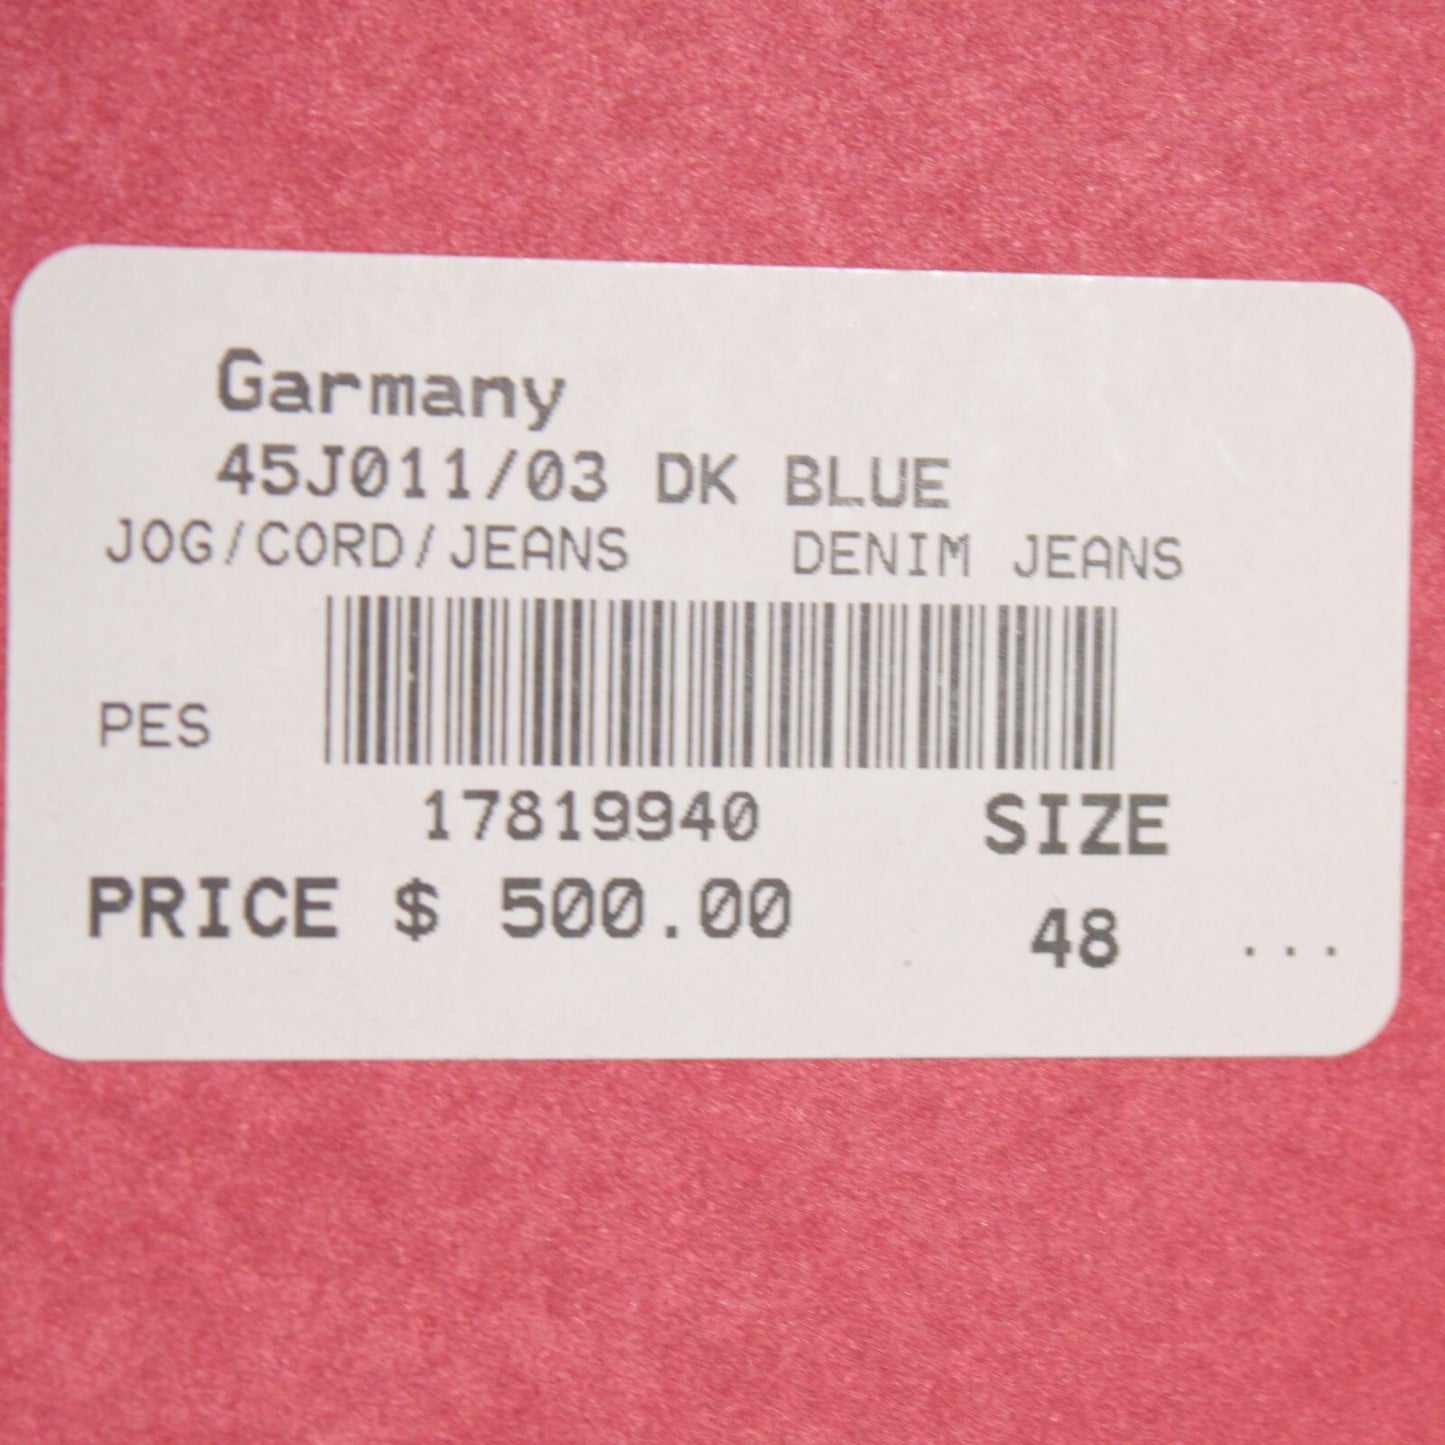 Garmany
45J011/03 DK BLUE
JOG/CORD/JEANS DENIM JEANS
PES
17819940 SIZE
PRICE $ 500.00 48 ...